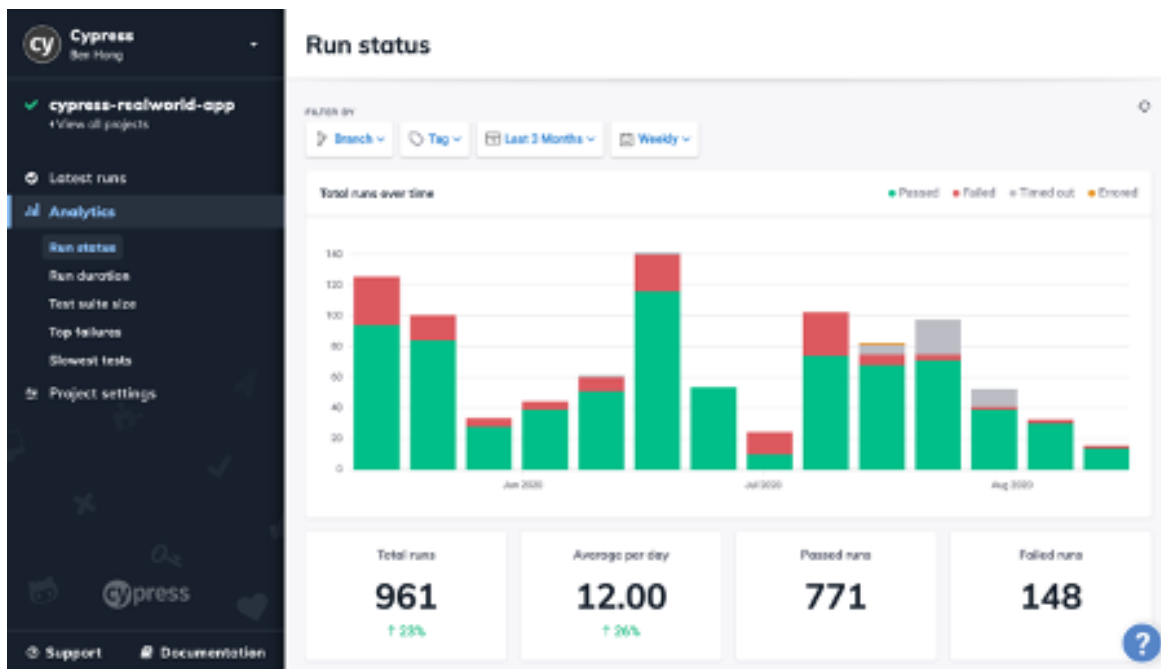 cy Cypress
Ben Hong
cypress-realworld-app
View all projects
Latest runs
Analytics
Run status
Run duration
Test suite size
Top failures
Slowest tests
Project settings
cypress
Support
Documentation
Run status
FILTER BY
Branch
Tag
Last 3 Months
Weekly
Total runs over time
Passed
Failed
Timed out
Errored
140
120
100
80
60
40
20
0
Jun 2020
Jul 2020
Aug 2020
Total runs
961
↑ 23%
Average per day
12.00
↑ 26%
Passed runs
771
Failed runs
148
?